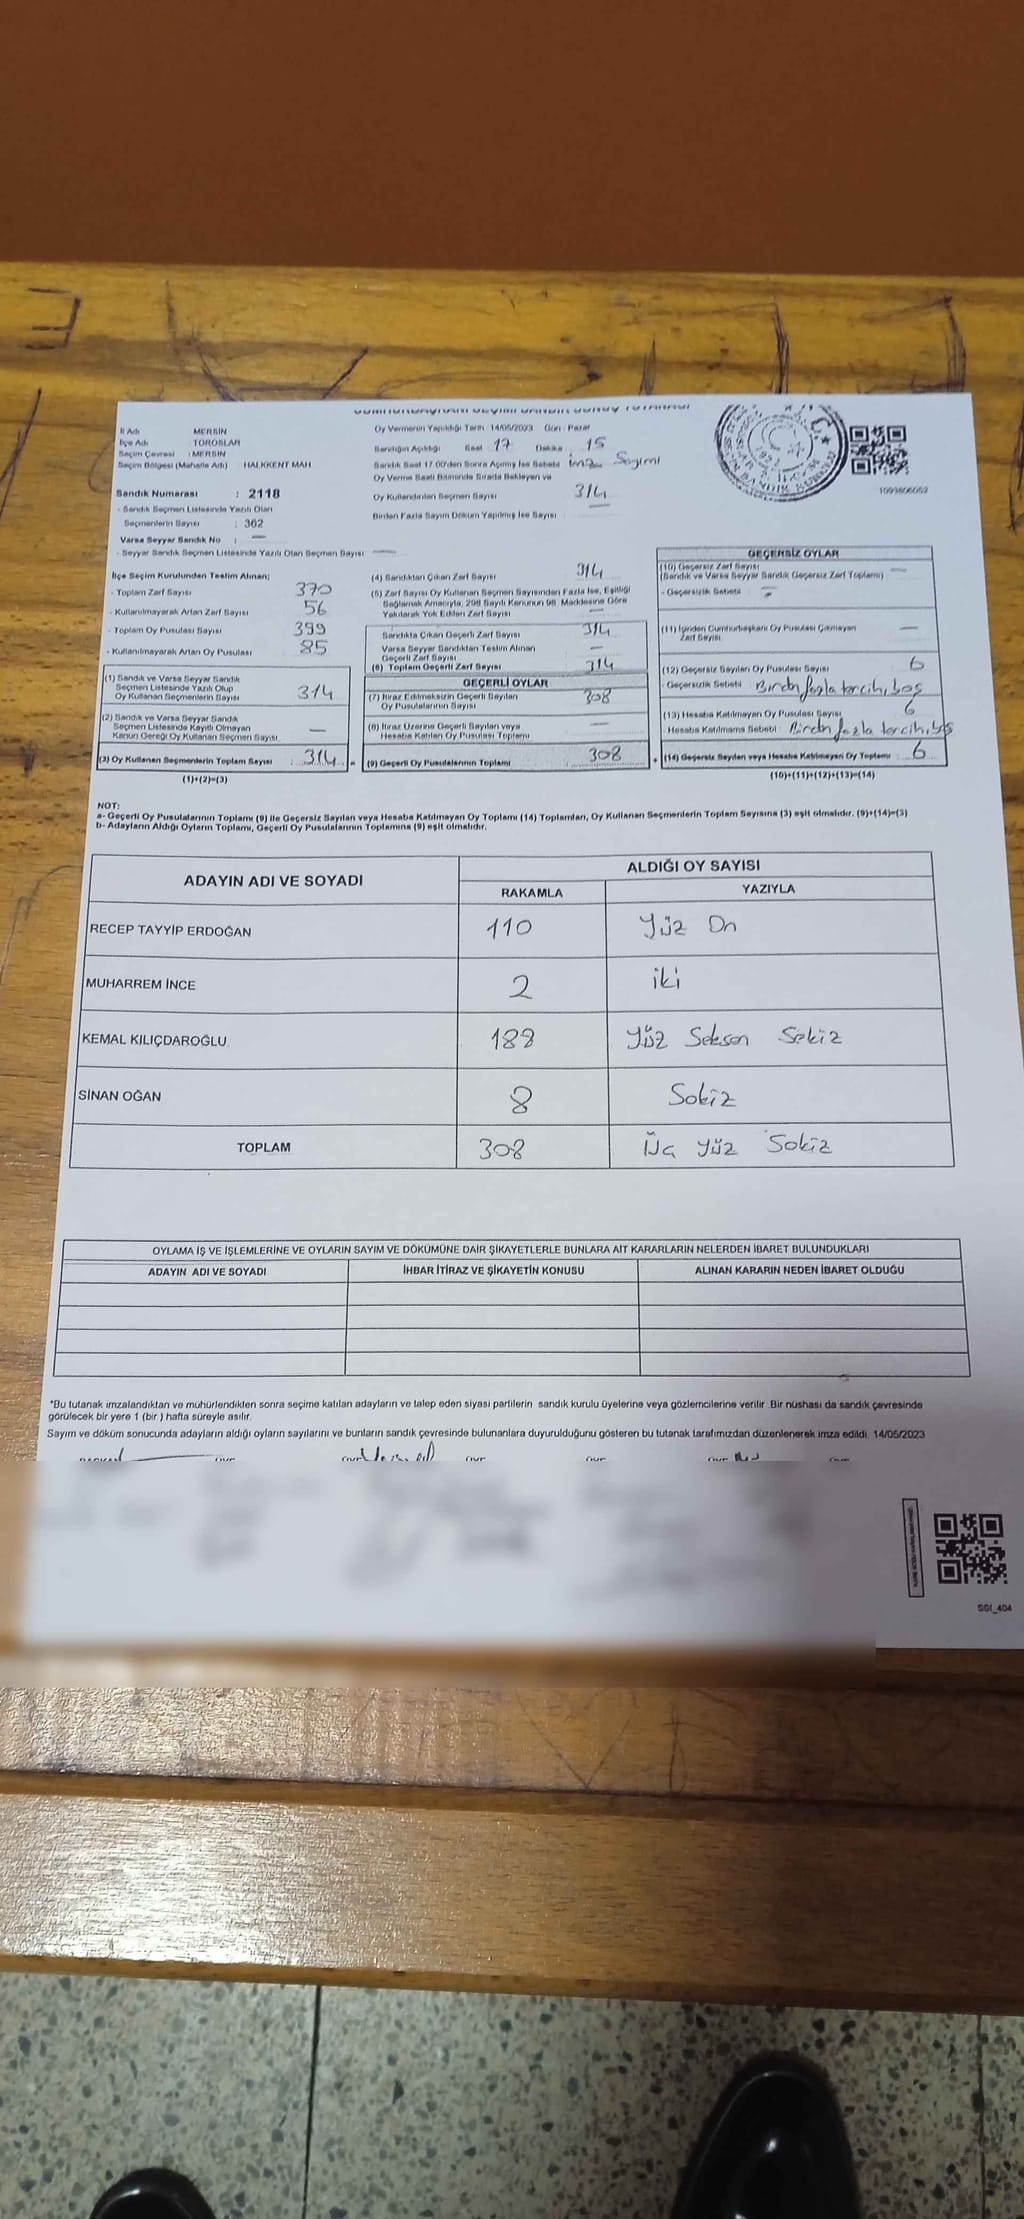 CUMHURBAŞKANI SEÇİMİ SANDIK SONUÇ TUTANAĞI
İl Adı MERSİN
İlçe Adı TOROSLAR
Seçim Çevresi : MERSİN
Seçim Bölgesi (Mahalle Adı) HALKKENT MAH
Sandık Numarası : 2118
- Sandık Seçmen Listesinde Yazılı Olan
Seçmenlerin Sayısı : 362
Varsa Seyyar Sandık No : —
- Seyyar Sandık Seçmen Listesinde Yazılı Olan Seçmen Sayısı —
Oy Vermenin Yapıldığı Tarih : 14/05/2023 Gün : Pazar
Sandığın Açıldığı Saat 17 Dakika 15
Sandık Saat 17.00'den Sonra Açılmış İse Sebebi Sayımı
Oy Verme Saati Bitiminde Sırada Bekleyen ve
Oy Kullandırılan Seçmen Sayısı 314
Birden Fazla Sayım Döküm Yapılmış İse Sayısı —
İlçe Seçim Kurulundan Teslim Alınan;
- Toplam Zarf Sayısı 370
- Kullanılmayarak Artan Zarf Sayısı 56
- Toplam Oy Pusulası Sayısı 399
- Kullanılmayarak Artan Oy Pusulası 85
(1) Sandık ve Varsa Seyyar Sandık
Seçmen Listesinde Yazılı Olup
Oy Kullanan Seçmenlerin Sayısı 314
(2) Sandık ve Varsa Seyyar Sandık
Seçmen Listesinde Kayıtlı Olmayan
Kanun Gereği Oy Kullanan Seçmen Sayısı —
(3) Oy Kullanan Seçmenlerin Toplam Sayısı : 314 =
(1)+(2)=(3)
(4) Sandıktan Çıkan Zarf Sayısı 314
(5) Zarf Sayısı Oy Kullanan Seçmen Sayısından Fazla İse, Eşitliği
Sağlamak Amacıyla, 298 Sayılı Kanunun 98. Maddesine Göre
Yakılarak Yok Edilen Zarf Sayısı —
Sandıkta Çıkan Geçerli Zarf Sayısı 314
Varsa Seyyar Sandıktan Teslim Alınan
Geçerli Zarf Sayısı —
(6) Toplam Geçerli Zarf Sayısı 314
GEÇERLİ OYLAR
(7) İtiraz Edilmeksizin Geçerli Sayılan
Oy Pusulalarının Sayısı 308
(8) İtiraz Üzerine Geçerli Sayılan veya
Hesaba Katılan Oy Pusulası Toplamı —
(9) Geçerli Oy Pusulalarının Toplamı 308 +
1093806052
GEÇERSİZ OYLAR
(10) Geçersiz Zarf Sayısı —
(Sandık ve Varsa Seyyar Sandık Geçersiz Zarf Toplamı)
- Geçersizlik Sebebi : —
(11) İçinden Cumhurbaşkanı Oy Pusulası Çıkmayan
Zarf Sayısı —
(12) Geçersiz Sayılan Oy Pusulası Sayısı 6
- Geçersizlik Sebebi Birden fazla tercih, boş
(13) Hesaba Katılmayan Oy Pusulası Sayısı 6
Hesaba Katılmama Sebebi : Birden fazla tercih, boş
(14) Geçersiz Sayılan veya Hesaba Katılmayan Oy Toplamı : 6
(10)+(11)+(12)+(13)=(14)
NOT:
a- Geçerli Oy Pusulalarının Toplamı (9) ile Geçersiz Sayılan veya Hesaba Katılmayan Oy Toplamı (14) Toplamları, Oy Kullanan Seçmenlerin Toplam Sayısına (3) eşit olmalıdır. (9)+(14)=(3)
b- Adayların Aldığı Oyların Toplamı, Geçerli Oy Pusulalarının Toplamına (9) eşit olmalıdır.
ADAYIN ADI VE SOYADI ALDIĞI OY SAYISI
RAKAMLA YAZIYLA
RECEP TAYYİP ERDOĞAN 110 Yüz On
MUHARREM İNCE 2 iki
KEMAL KILIÇDAROĞLU 188 Yüz Seksen Sekiz
SİNAN OĞAN 8 Sekiz
TOPLAM 308 Üç Yüz Sekiz
OYLAMA İŞ VE İŞLEMLERİNE VE OYLARIN SAYIM VE DÖKÜMÜNE DAİR ŞİKAYETLERLE BUNLARA AİT KARARLARIN NELERDEN İBARET BULUNDUKLARI
ADAYIN ADI VE SOYADI İHBAR İTİRAZ VE ŞİKAYETİN KONUSU ALINAN KARARIN NEDEN İBARET OLDUĞU
*Bu tutanak imzalandıktan ve mühürlendikten sonra seçime katılan adayların ve talep eden siyasi partilerin sandık kurulu üyelerine veya gözlemcilerine verilir. Bir nüshası da sandık çevresinde
görülecek bir yere 1 (bir ) hafta süreyle asılır.
Sayım ve döküm sonucunda adayların aldığı oyların sayılarını ve bunların sandık çevresinde bulunanlara duyurulduğunu gösteren bu tutanak tarafımızdan düzenlenerek imza edildi. 14/05/2023
SSI_404